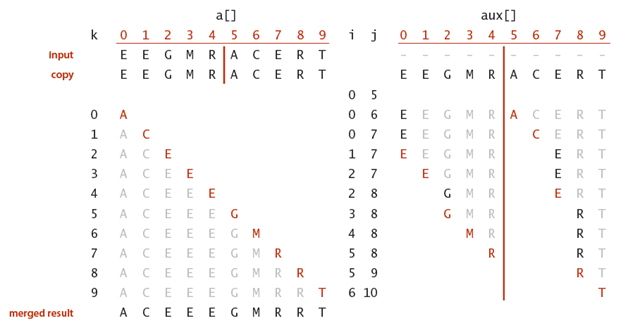 a[] aux[]
k 0 1 2 3 4 5 6 7 8 9 i j 0 1 2 3 4 5 6 7 8 9
input E E G M R A C E R T - - - - - - - - - -
copy E E G M R A C E R T E E G M R A C E R T
0 5
0 A 0 6 E E G M R A C E R T
1 A C 0 7 E E G M R C E R T
2 A C E 1 7 E E G M R E R T
3 A C E E 2 7 E G M R E R T
4 A C E E E 2 8 G M R E R T
5 A C E E E G 3 8 G M R R T
6 A C E E E G M 4 8 M R R T
7 A C E E E G M R 5 8 R R T
8 A C E E E G M R R 5 9 R T
9 A C E E E G M R R T 6 10 T
merged result A C E E E G M R R T